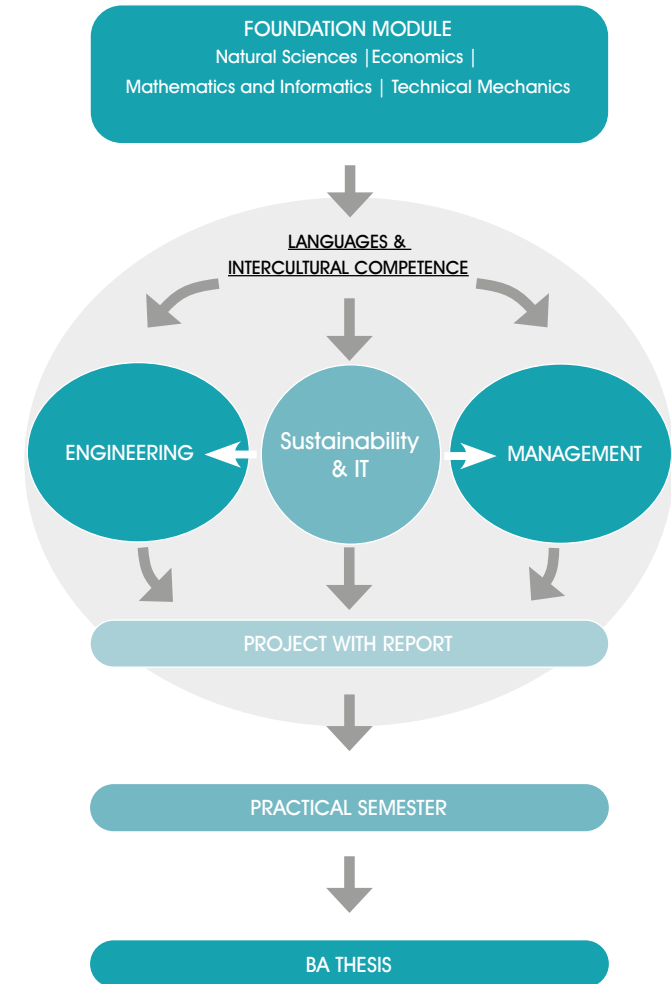 FOUNDATION MODULE
Natural Sciences |Economics |
Mathematics and Informatics | Technical Mechanics
LANGUAGES &
INTERCULTURAL COMPETENCE
ENGINEERING
Sustainability
& IT
MANAGEMENT
PROJECT WITH REPORT
PRACTICAL SEMESTER
BA THESIS